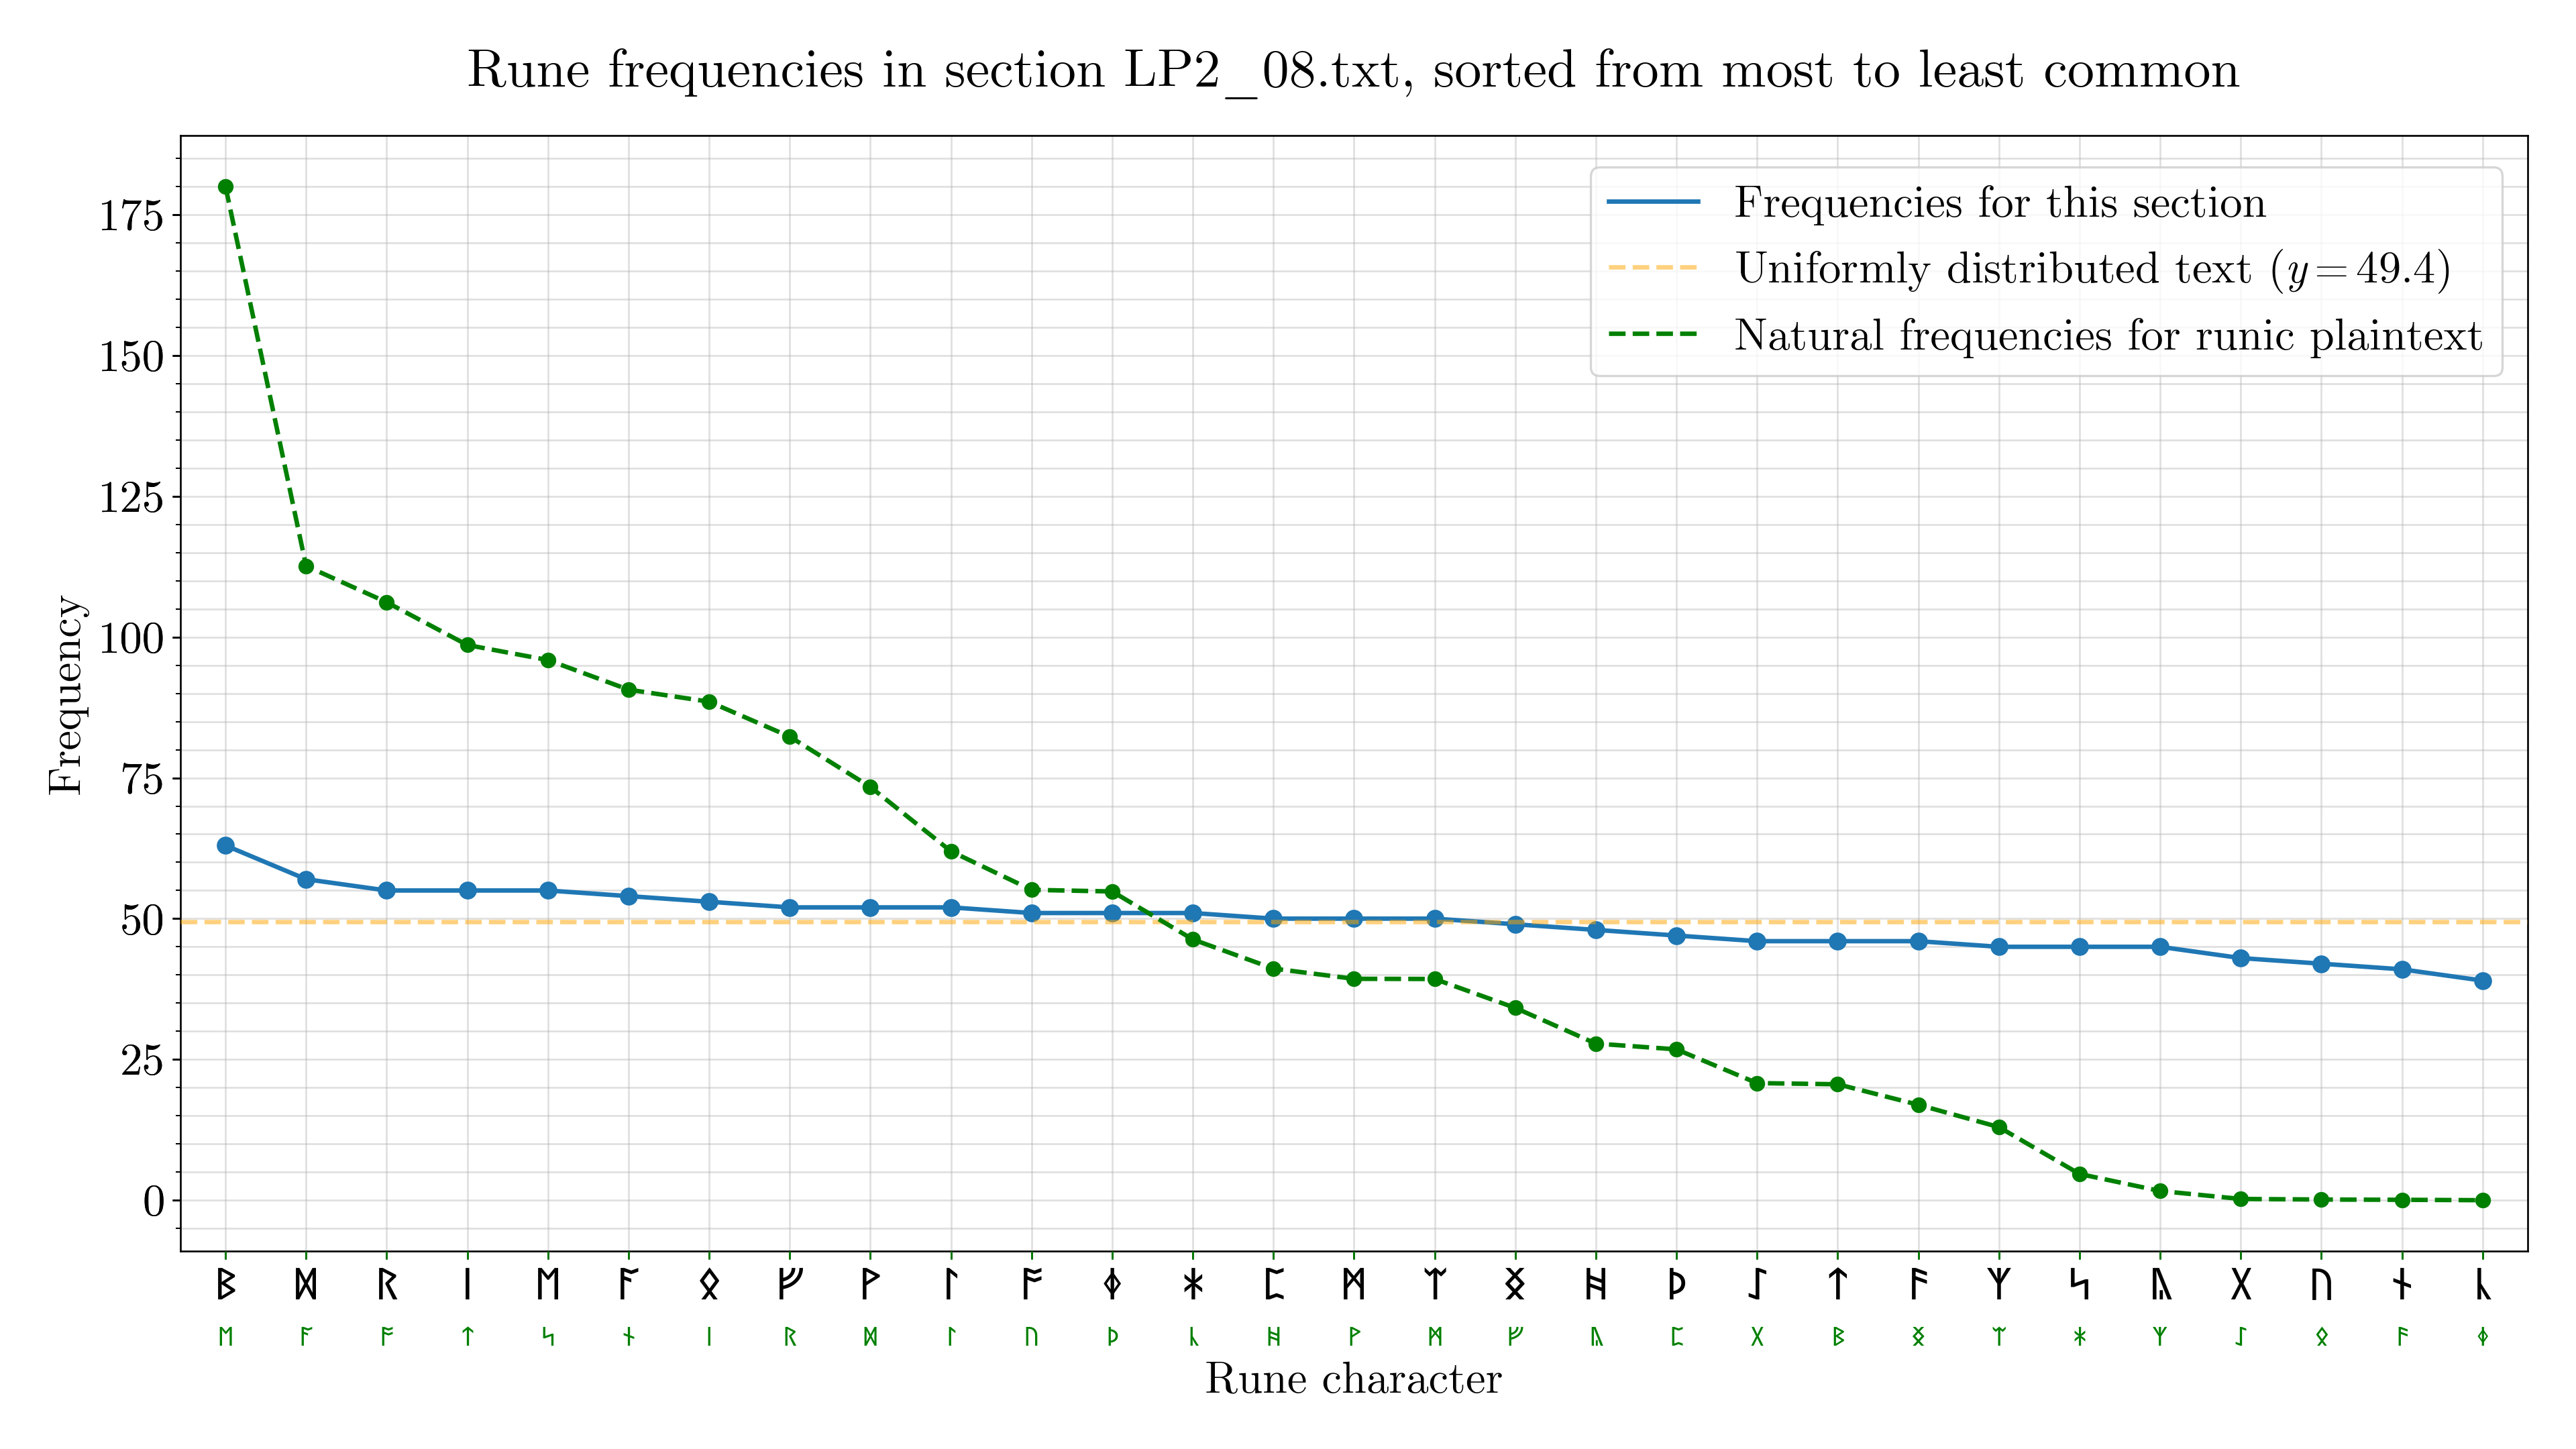 Rune frequencies in section LP2_08.txt, sorted from most to least common
Frequencies for this section
Uniformly distributed text (y = 49.4)
Natural frequencies for runic plaintext
175
150
125
100
75
50
25
0
Frequency
ᛒ ᛞ ᚱ ᛁ ᛖ ᚪ ᛟ ᚠ ᚹ ᛚ ᚩ ᛄ ᛡ ᛈ ᛗ ᛠ ᛝ ᚻ ᚦ ᛇ ᛏ ᚫ ᛉ ᛋ ᚣ ᚷ ᚢ ᚾ ᚳ
ᛖ ᚪ ᚩ ᛏ ᛋ ᚾ ᛁ ᚱ ᛞ ᛚ ᚢ ᚦ ᚳ ᚻ ᚹ ᛗ ᚠ ᚣ ᛈ ᚷ ᛒ ᛝ ᛠ ᛡ ᛉ ᛇ ᛟ ᚫ ᛄ
Rune character